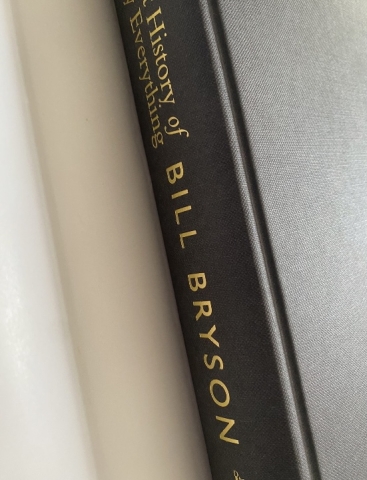 History of
Everything
BILL BRYSON